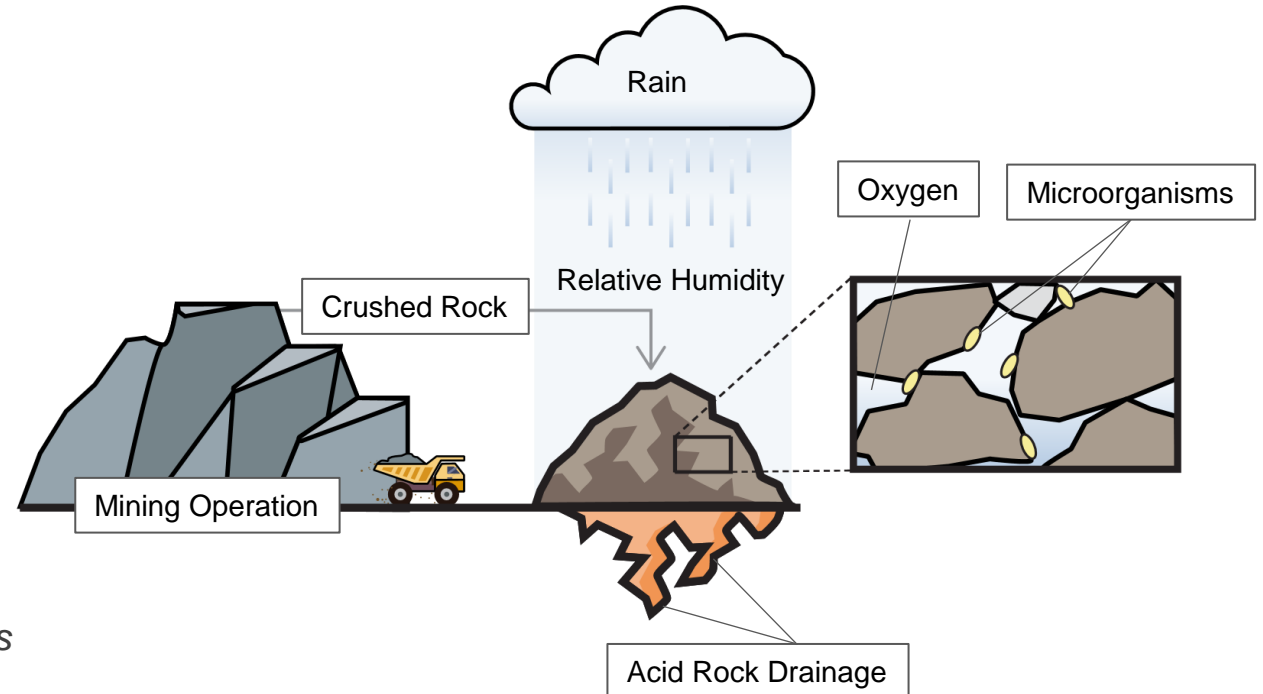 Rain
Oxygen
Microorganisms
Relative Humidity
Crushed Rock
Mining Operation
s
Acid Rock Drainage